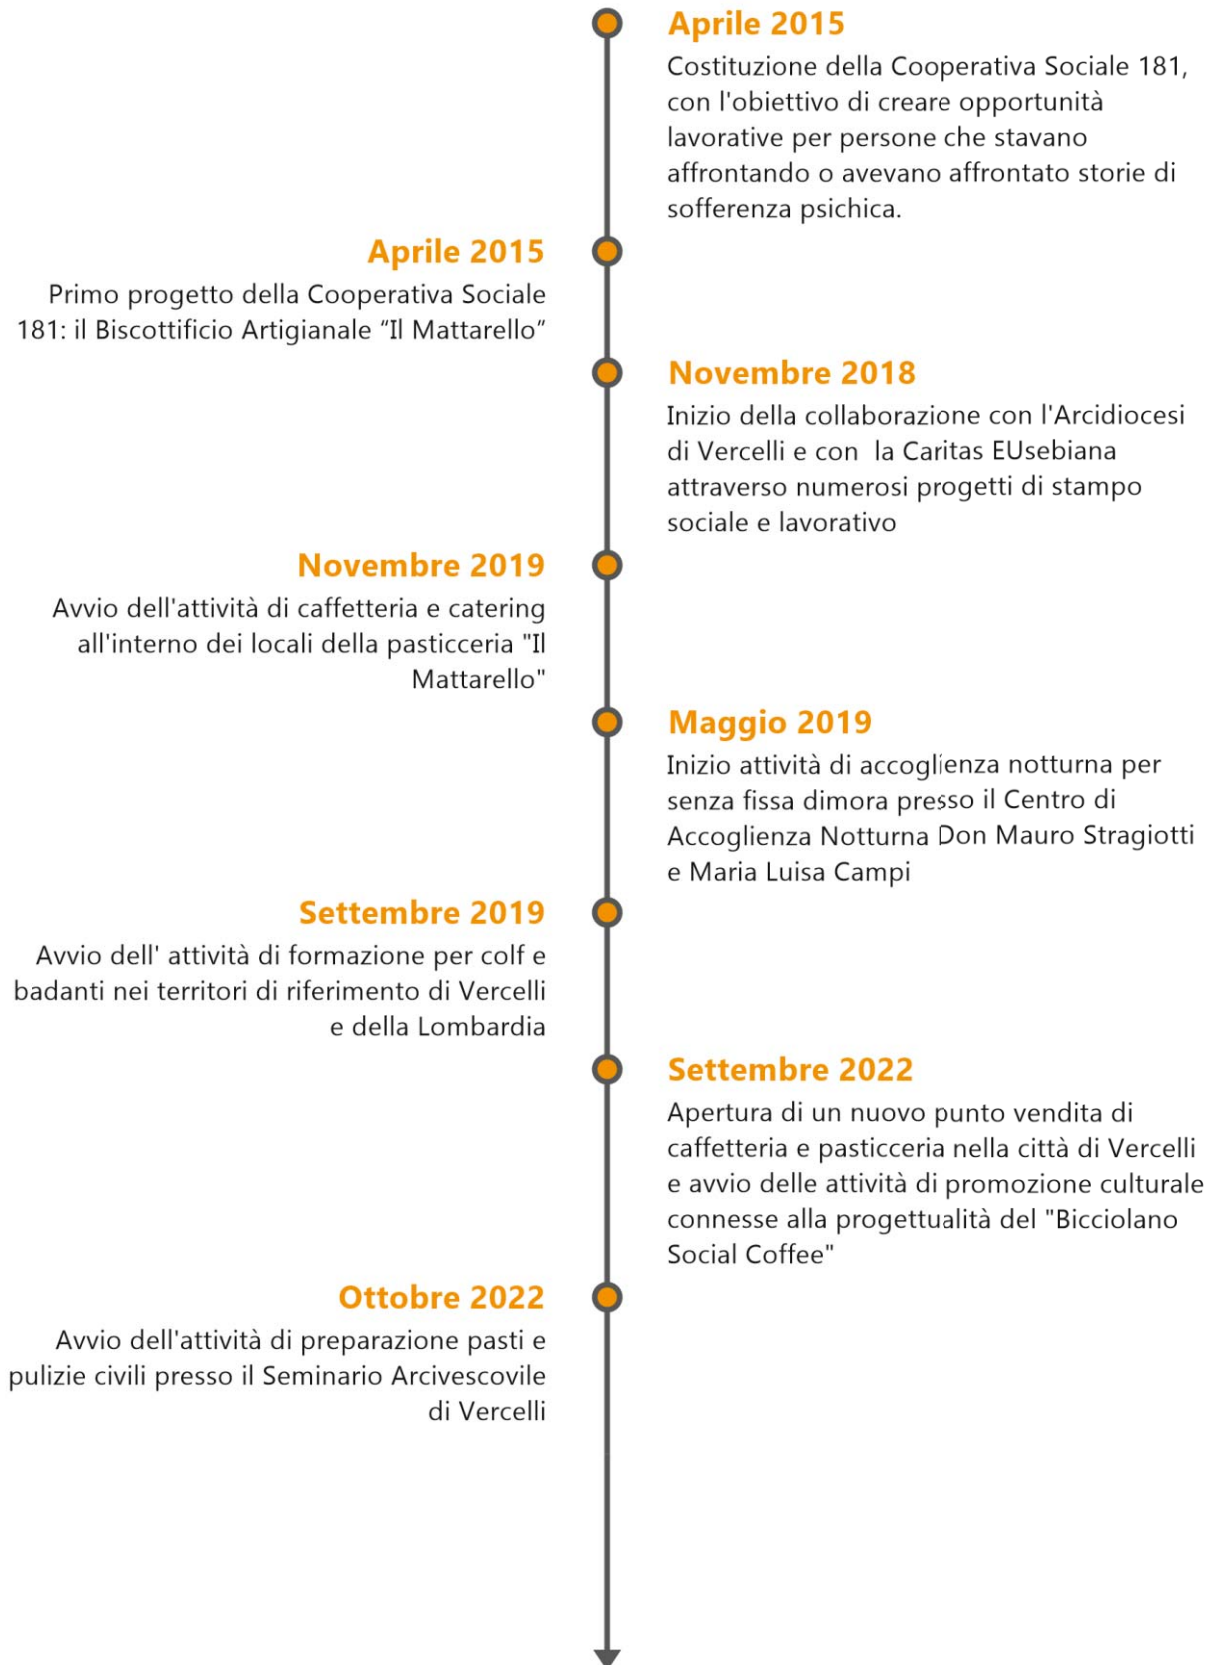 Aprile 2015
Costituzione della Cooperativa Sociale 181,
con l'obiettivo di creare opportunità
lavorative per persone che stavano
affrontando o avevano affrontato storie di
sofferenza psichica.
Aprile 2015
Primo progetto della Cooperativa Sociale
181: il Biscottificio Artigianale “Il Mattarello”
Novembre 2018
Inizio della collaborazione con l'Arcidiocesi
di Vercelli e con  la Caritas EUsebiana
attraverso numerosi progetti di stampo
sociale e lavorativo
Novembre 2019
Avvio dell'attività di caffetteria e catering
all'interno dei locali della pasticceria "Il
Mattarello"
Maggio 2019
Inizio attività di accoglienza notturna per
senza fissa dimora presso il Centro di
Accoglienza Notturna Don Mauro Stragiotti
e Maria Luisa Campi
Settembre 2019
Avvio dell' attività di formazione per colf e
badanti nei territori di riferimento di Vercelli
e della Lombardia
Settembre 2022
Apertura di un nuovo punto vendita di
caffetteria e pasticceria nella città di Vercelli
e avvio delle attività di promozione culturale
connesse alla progettualità del "Bicciolano
Social Coffee"
Ottobre 2022
Avvio dell'attività di preparazione pasti e
pulizie civili presso il Seminario Arcivescovile
di Vercelli